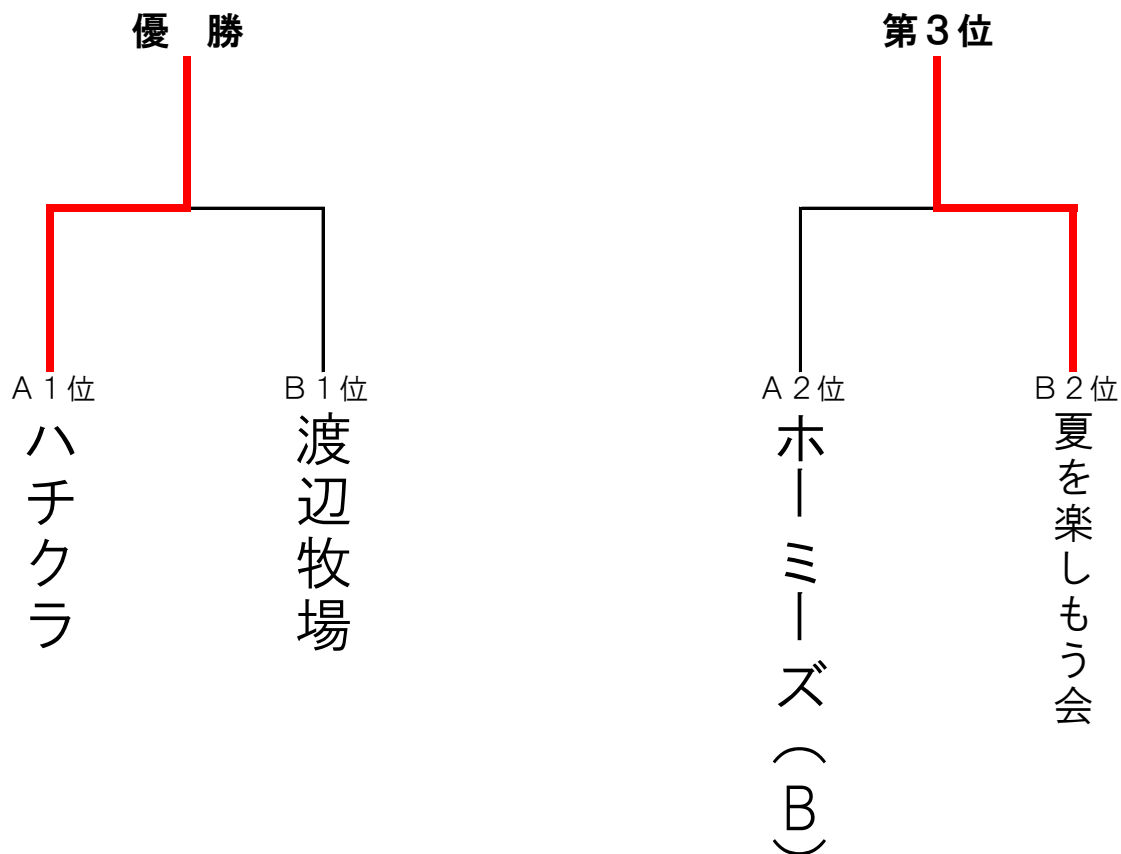 優　勝
第３位
Ａ１位
Ｂ１位
Ａ２位
Ｂ２位
ハチクラ
渡辺牧場
ホーミーズ（Ｂ）
夏を楽しもう会